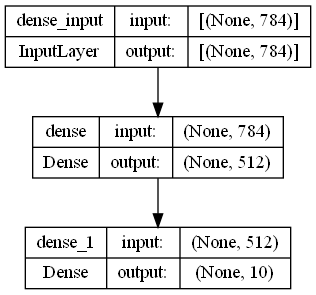 dense_input input: [(None, 784)]
InputLayer output: [(None, 784)]
dense input: (None, 784)
Dense output: (None, 512)
dense_1 input: (None, 512)
Dense output: (None, 10)